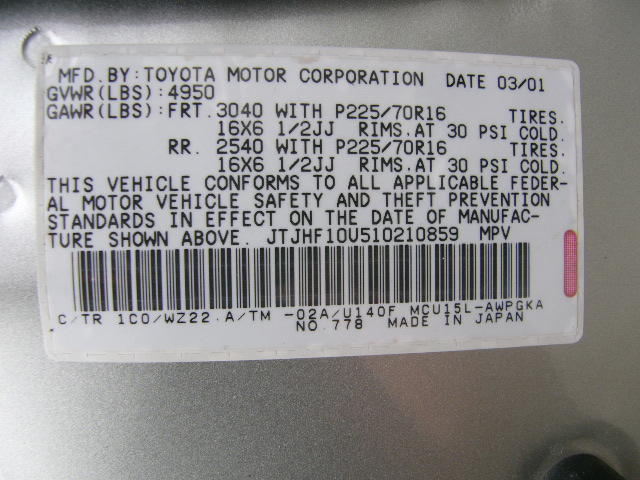 MFD. BY: TOYOTA MOTOR CORPORATION DATE 03/01
GVWR(LBS): 4950
GAWR(LBS): FRT. 3040 WITH P225/70R16 TIRES.
16X6 1/2JJ RIMS. AT 30 PSI COLD.
RR. 2540 WITH P225/70R16 TIRES.
16X6 1/2JJ RIMS. AT 30 PSI COLD.
THIS VEHICLE CONFORMS TO ALL APPLICABLE FEDER-
AL MOTOR VEHICLE SAFETY AND THEFT PREVENTION
STANDARDS IN EFFECT ON THE DATE OF MANUFAC-
TURE SHOWN ABOVE. JTJHF10U510210859 MPV
C/TR 1C0/WZ22. A/TM -02A/U140F MCU15L-AWPGKA
NO. 778 MADE IN JAPAN